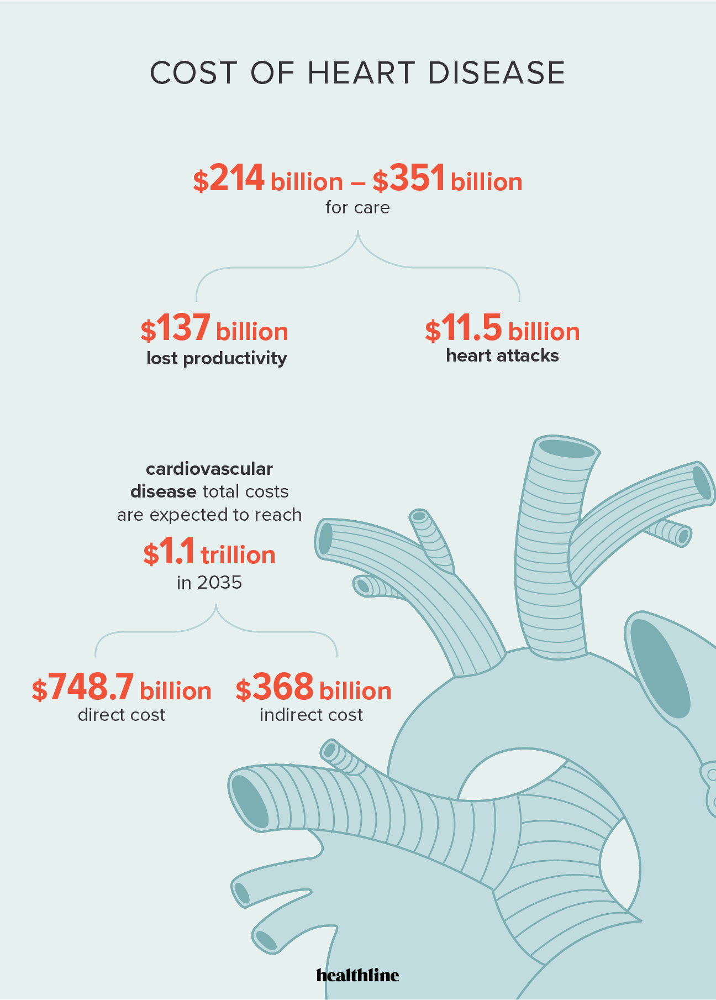 COST OF HEART DISEASE
$214 billion – $351 billion
for care
$137 billion
lost productivity
$11.5 billion
heart attacks
cardiovascular
disease total costs
are expected to reach
$1.1 trillion
in 2035
$748.7 billion
direct cost
$368 billion
indirect cost
healthline